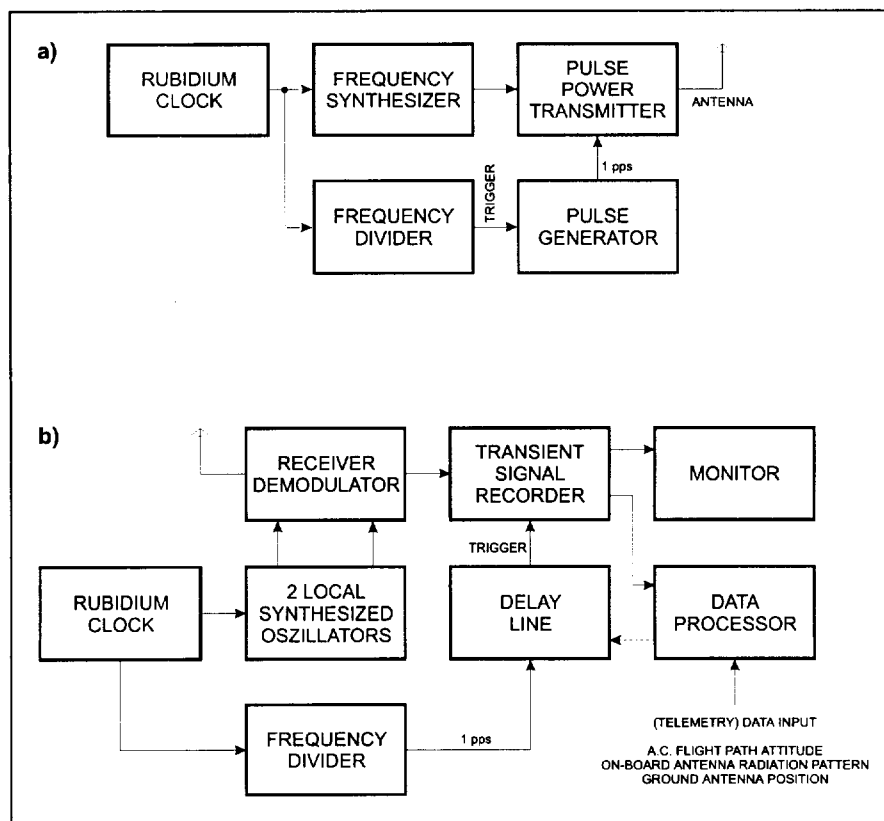 a)
RUBIDIUM
CLOCK
FREQUENCY
SYNTHESIZER
PULSE
POWER
TRANSMITTER
ANTENNA
1 pps
TRIGGER
FREQUENCY
DIVIDER
PULSE
GENERATOR
b)
RECEIVER
DEMODULATOR
TRANSIENT
SIGNAL
RECORDER
MONITOR
TRIGGER
RUBIDIUM
CLOCK
2 LOCAL
SYNTHESIZED
OSZILLATORS
DELAY
LINE
DATA
PROCESSOR
FREQUENCY
DIVIDER
1 pps
(TELEMETRY) DATA INPUT
A.C. FLIGHT PATH ATTITUDE
ON-BOARD ANTENNA RADIATION PATTERN
GROUND ANTENNA POSITION